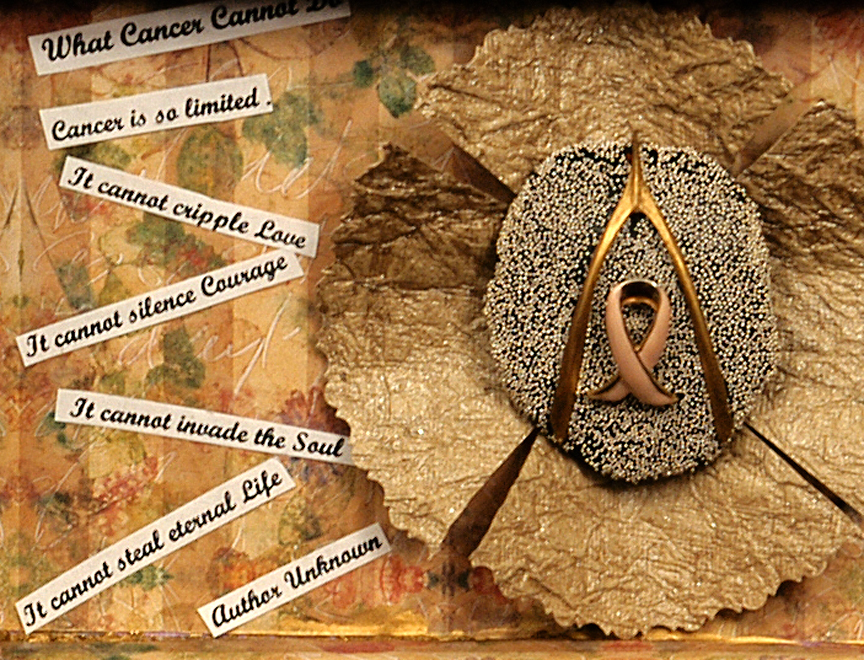 What Cancer Cannot Do
Cancer is so limited.
It cannot cripple Love
It cannot silence Courage
It cannot invade the Soul
It cannot steal eternal Life
Author Unknown